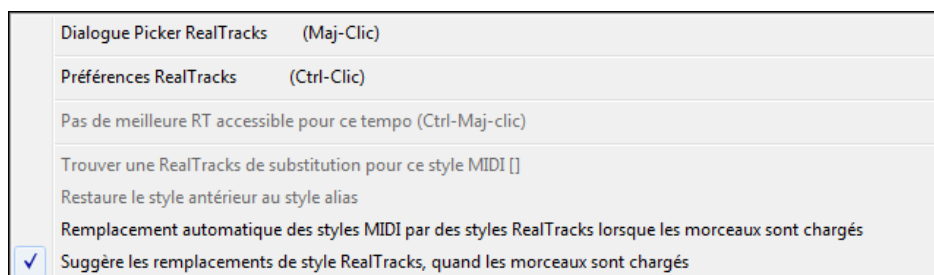 Dialogue Picker RealTracks (Maj-Clic)
Préférences RealTracks (Ctrl-Clic)
Pas de meilleure RT accessible pour ce tempo (Ctrl-Maj-clic)
Trouver une RealTracks de substitution pour ce style MIDI []
Restaure le style antérieur au style alias
Remplacement automatique des styles MIDI par des styles RealTracks lorsque les morceaux sont chargés
Suggère les remplacements de style RealTracks, quand les morceaux sont chargés